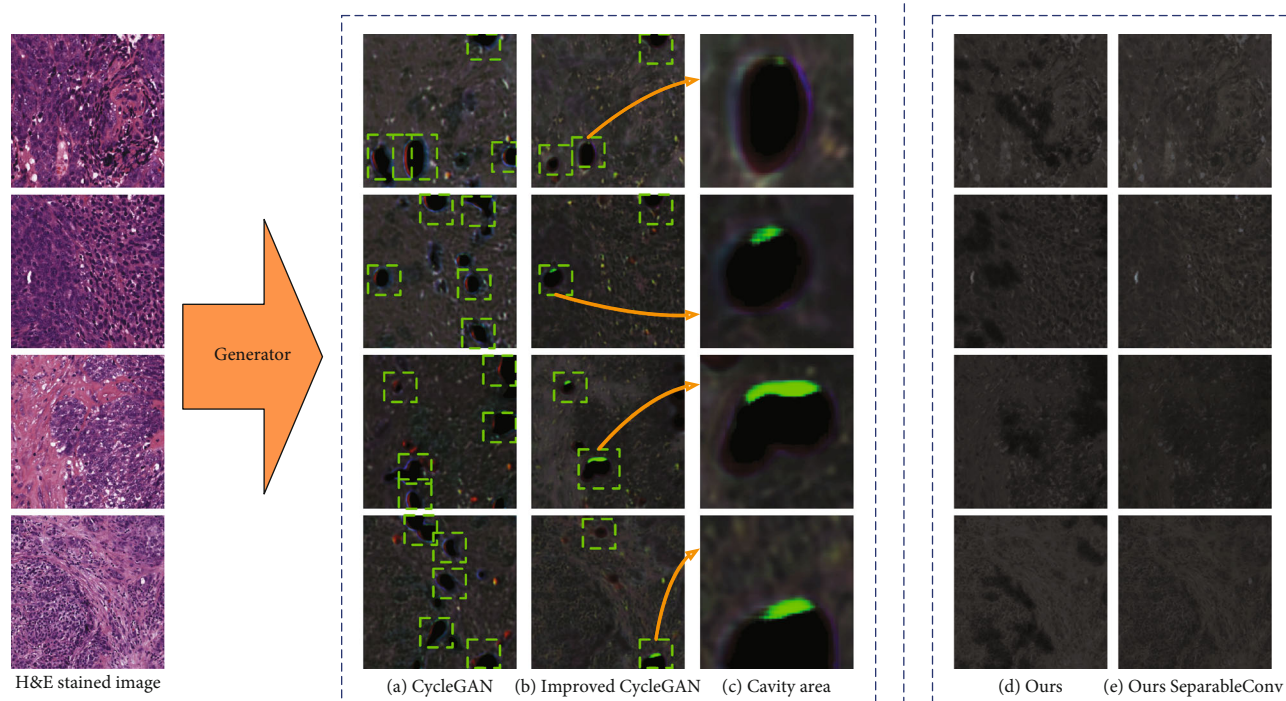 Generator
H&E stained image
(a) CycleGAN
(b) Improved CycleGAN
(c) Cavity area
(d) Ours
(e) Ours SeparableConv